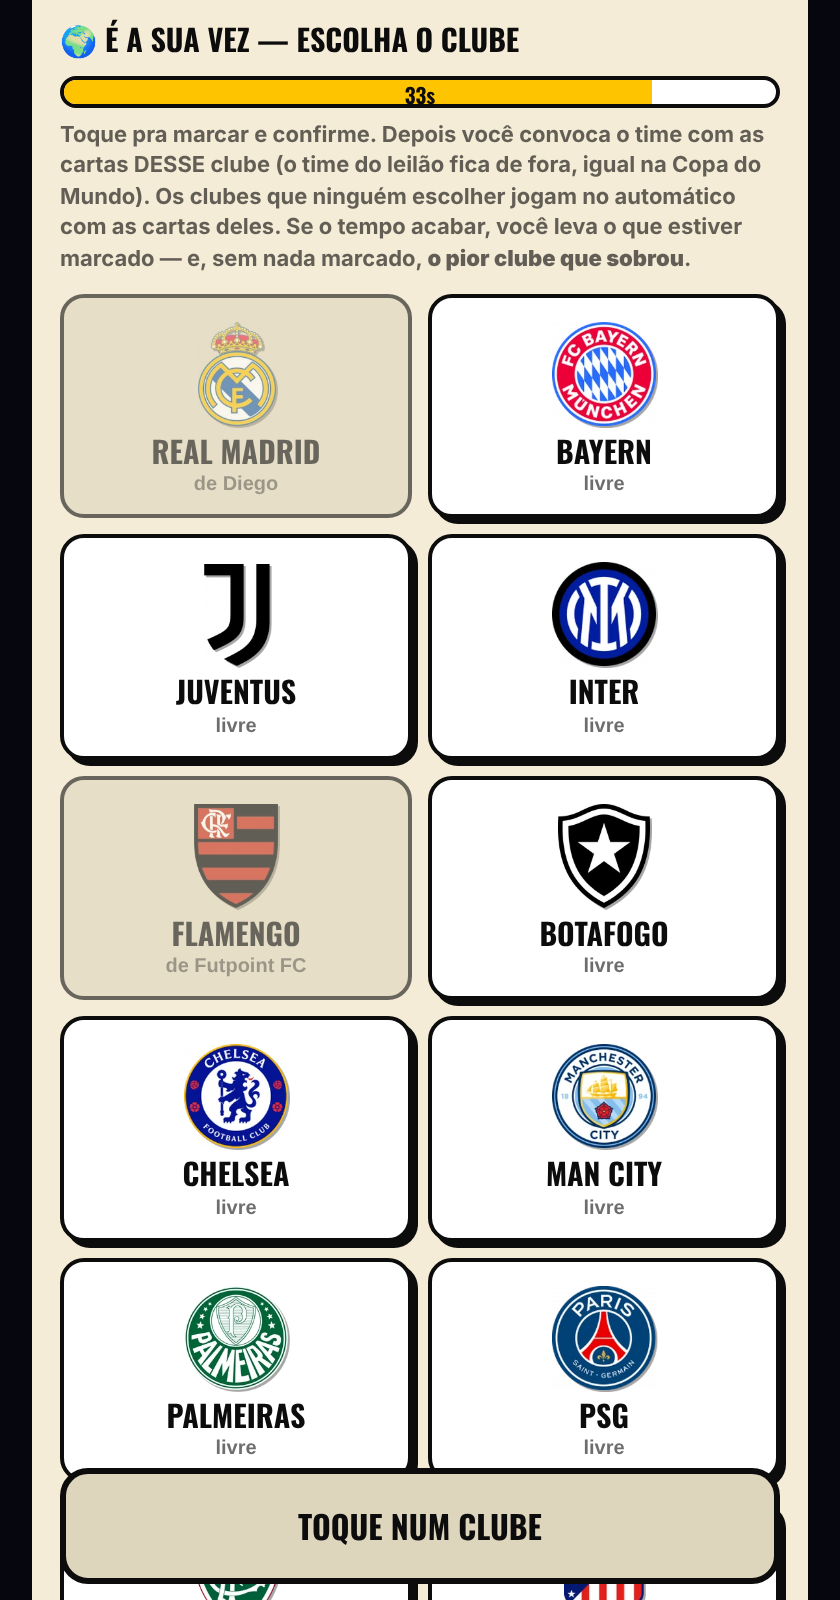 É A SUA VEZ — ESCOLHA O CLUBE
33s
Toque pra marcar e confirme. Depois você convoca o time com as
cartas DESSE clube (o time do leilão fica de fora, igual na Copa do
Mundo). Os clubes que ninguém escolher jogam no automático
com as cartas deles. Se o tempo acabar, você leva o que estiver
marcado — e, sem nada marcado, o pior clube que sobrou.
REAL MADRID
de Diego
FC BAYERN
MÜNCHEN
BAYERN
livre
JUVENTUS
livre
INTER
livre
CRF
FLAMENGO
de Futpoint FC
BOTAFOGO
livre
CHELSEA
FOOTBALL CLUB
CHELSEA
livre
MANCHESTER
18 94
CITY
MAN CITY
livre
P
PALMEIRAS
PALMEIRAS
livre
PARIS
SAINT-GERMAIN
PSG
livre
TOQUE NUM CLUBE